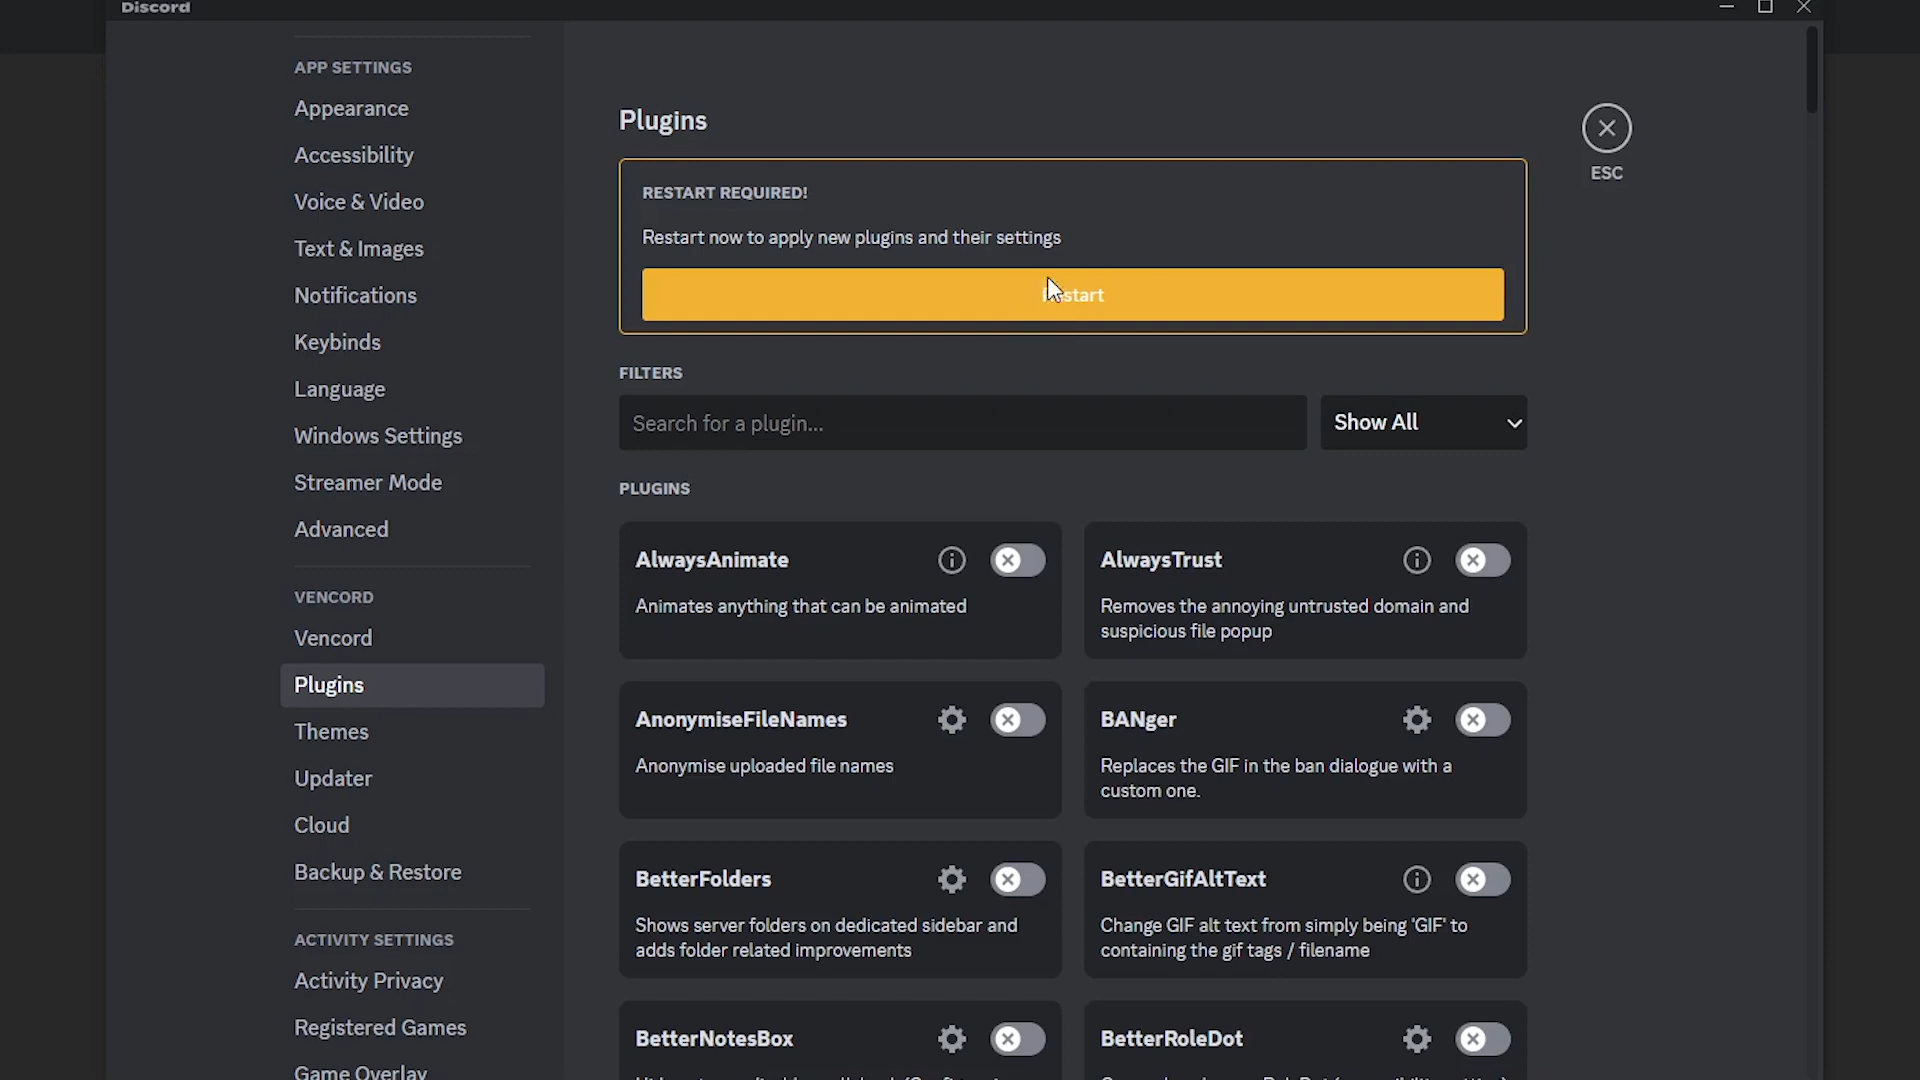 Discord
APP SETTINGS
Appearance
Accessibility
Voice & Video
Text & Images
Notifications
Keybinds
Language
Windows Settings
Streamer Mode
Advanced
VENCORD
Vencord
Plugins
Themes
Updater
Cloud
Backup & Restore
ACTIVITY SETTINGS
Activity Privacy
Registered Games
Game Overlay
Plugins
ESC
RESTART REQUIRED!
Restart now to apply new plugins and their settings
Restart
FILTERS
Search for a plugin...
Show All
PLUGINS
AlwaysAnimate
Animates anything that can be animated
AlwaysTrust
Removes the annoying untrusted domain and
suspicious file popup
AnonymiseFileNames
Anonymise uploaded file names
BANger
Replaces the GIF in the ban dialogue with a
custom one.
BetterFolders
Shows server folders on dedicated sidebar and
adds folder related improvements
BetterGifAltText
Change GIF alt text from simply being 'GIF' to
containing the gif tags / filename
BetterNotesBox
BetterRoleDot